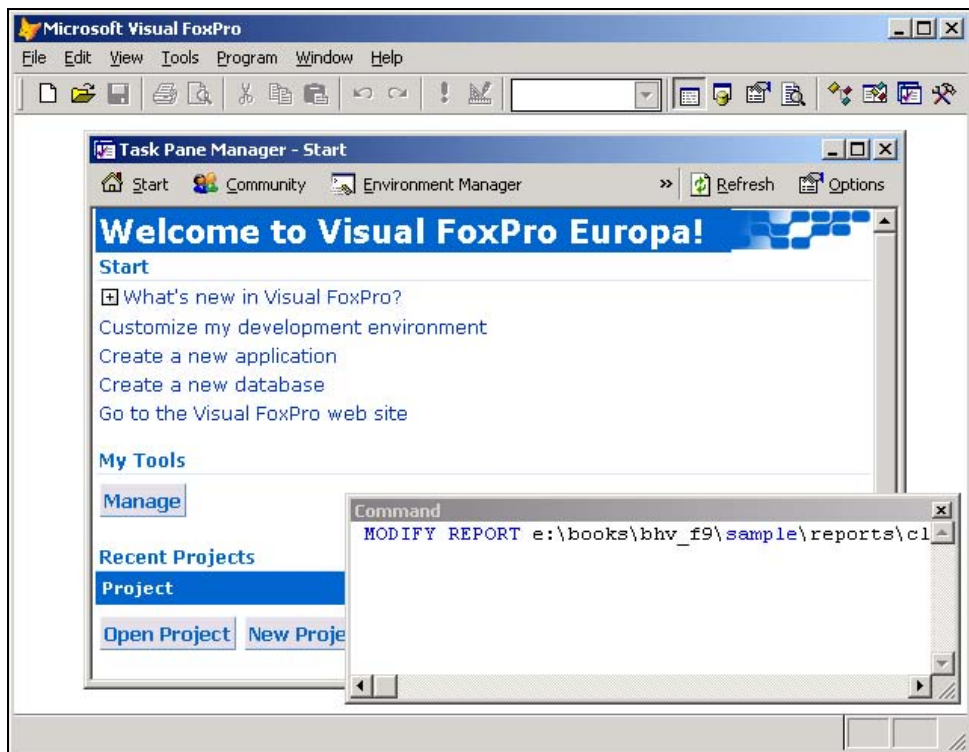 Microsoft Visual FoxPro
File Edit View Tools Program Window Help
Task Pane Manager - Start
Start Community Environment Manager » Refresh Options
Welcome to Visual FoxPro Europa!
Start
What's new in Visual FoxPro?
Customize my development environment
Create a new application
Create a new database
Go to the Visual FoxPro web site
My Tools
Manage
Recent Projects
Project
Open Project New Proje
Command
MODIFY REPORT e:\books\bhv_f9\sample\reports\cl